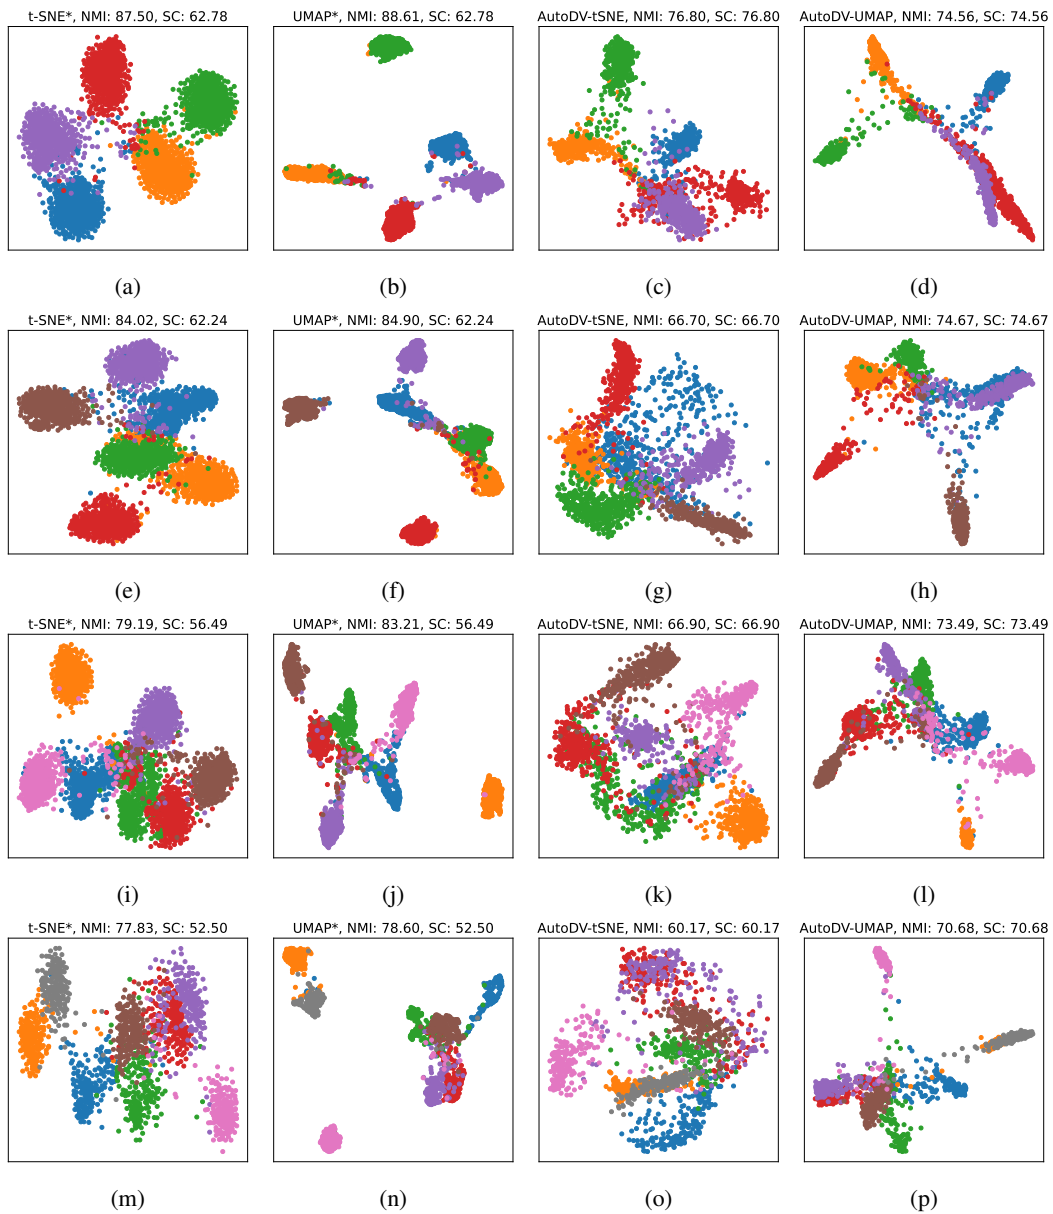 t-SNE*, NMI: 87.50, SC: 62.78
UMAP*, NMI: 88.61, SC: 62.78
AutoDV-tSNE, NMI: 76.80, SC: 76.80
AutoDV-UMAP, NMI: 74.56, SC: 74.56
(a)
(b)
(c)
(d)
t-SNE*, NMI: 84.02, SC: 62.24
UMAP*, NMI: 84.90, SC: 62.24
AutoDV-tSNE, NMI: 66.70, SC: 66.70
AutoDV-UMAP, NMI: 74.67, SC: 74.67
(e)
(f)
(g)
(h)
t-SNE*, NMI: 79.19, SC: 56.49
UMAP*, NMI: 83.21, SC: 56.49
AutoDV-tSNE, NMI: 66.90, SC: 66.90
AutoDV-UMAP, NMI: 73.49, SC: 73.49
(i)
(j)
(k)
(l)
t-SNE*, NMI: 77.83, SC: 52.50
UMAP*, NMI: 78.60, SC: 52.50
AutoDV-tSNE, NMI: 60.17, SC: 60.17
AutoDV-UMAP, NMI: 70.68, SC: 70.68
(m)
(n)
(o)
(p)